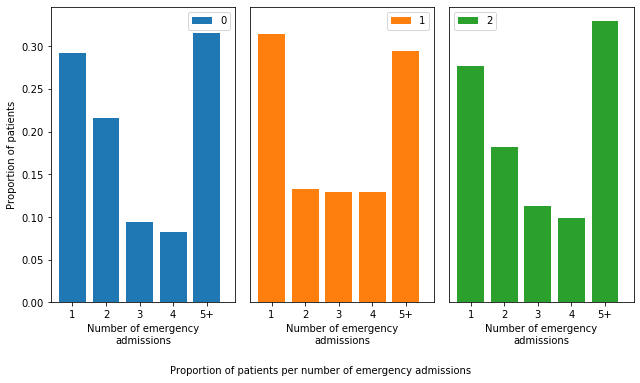 0
1
2
0.30
0.25
0.20
0.15
0.10
0.05
0.00
Proportion of patients
1 2 3 4 5+
Number of emergency
admissions
1 2 3 4 5+
Number of emergency
admissions
1 2 3 4 5+
Number of emergency
admissions
Proportion of patients per number of emergency admissions